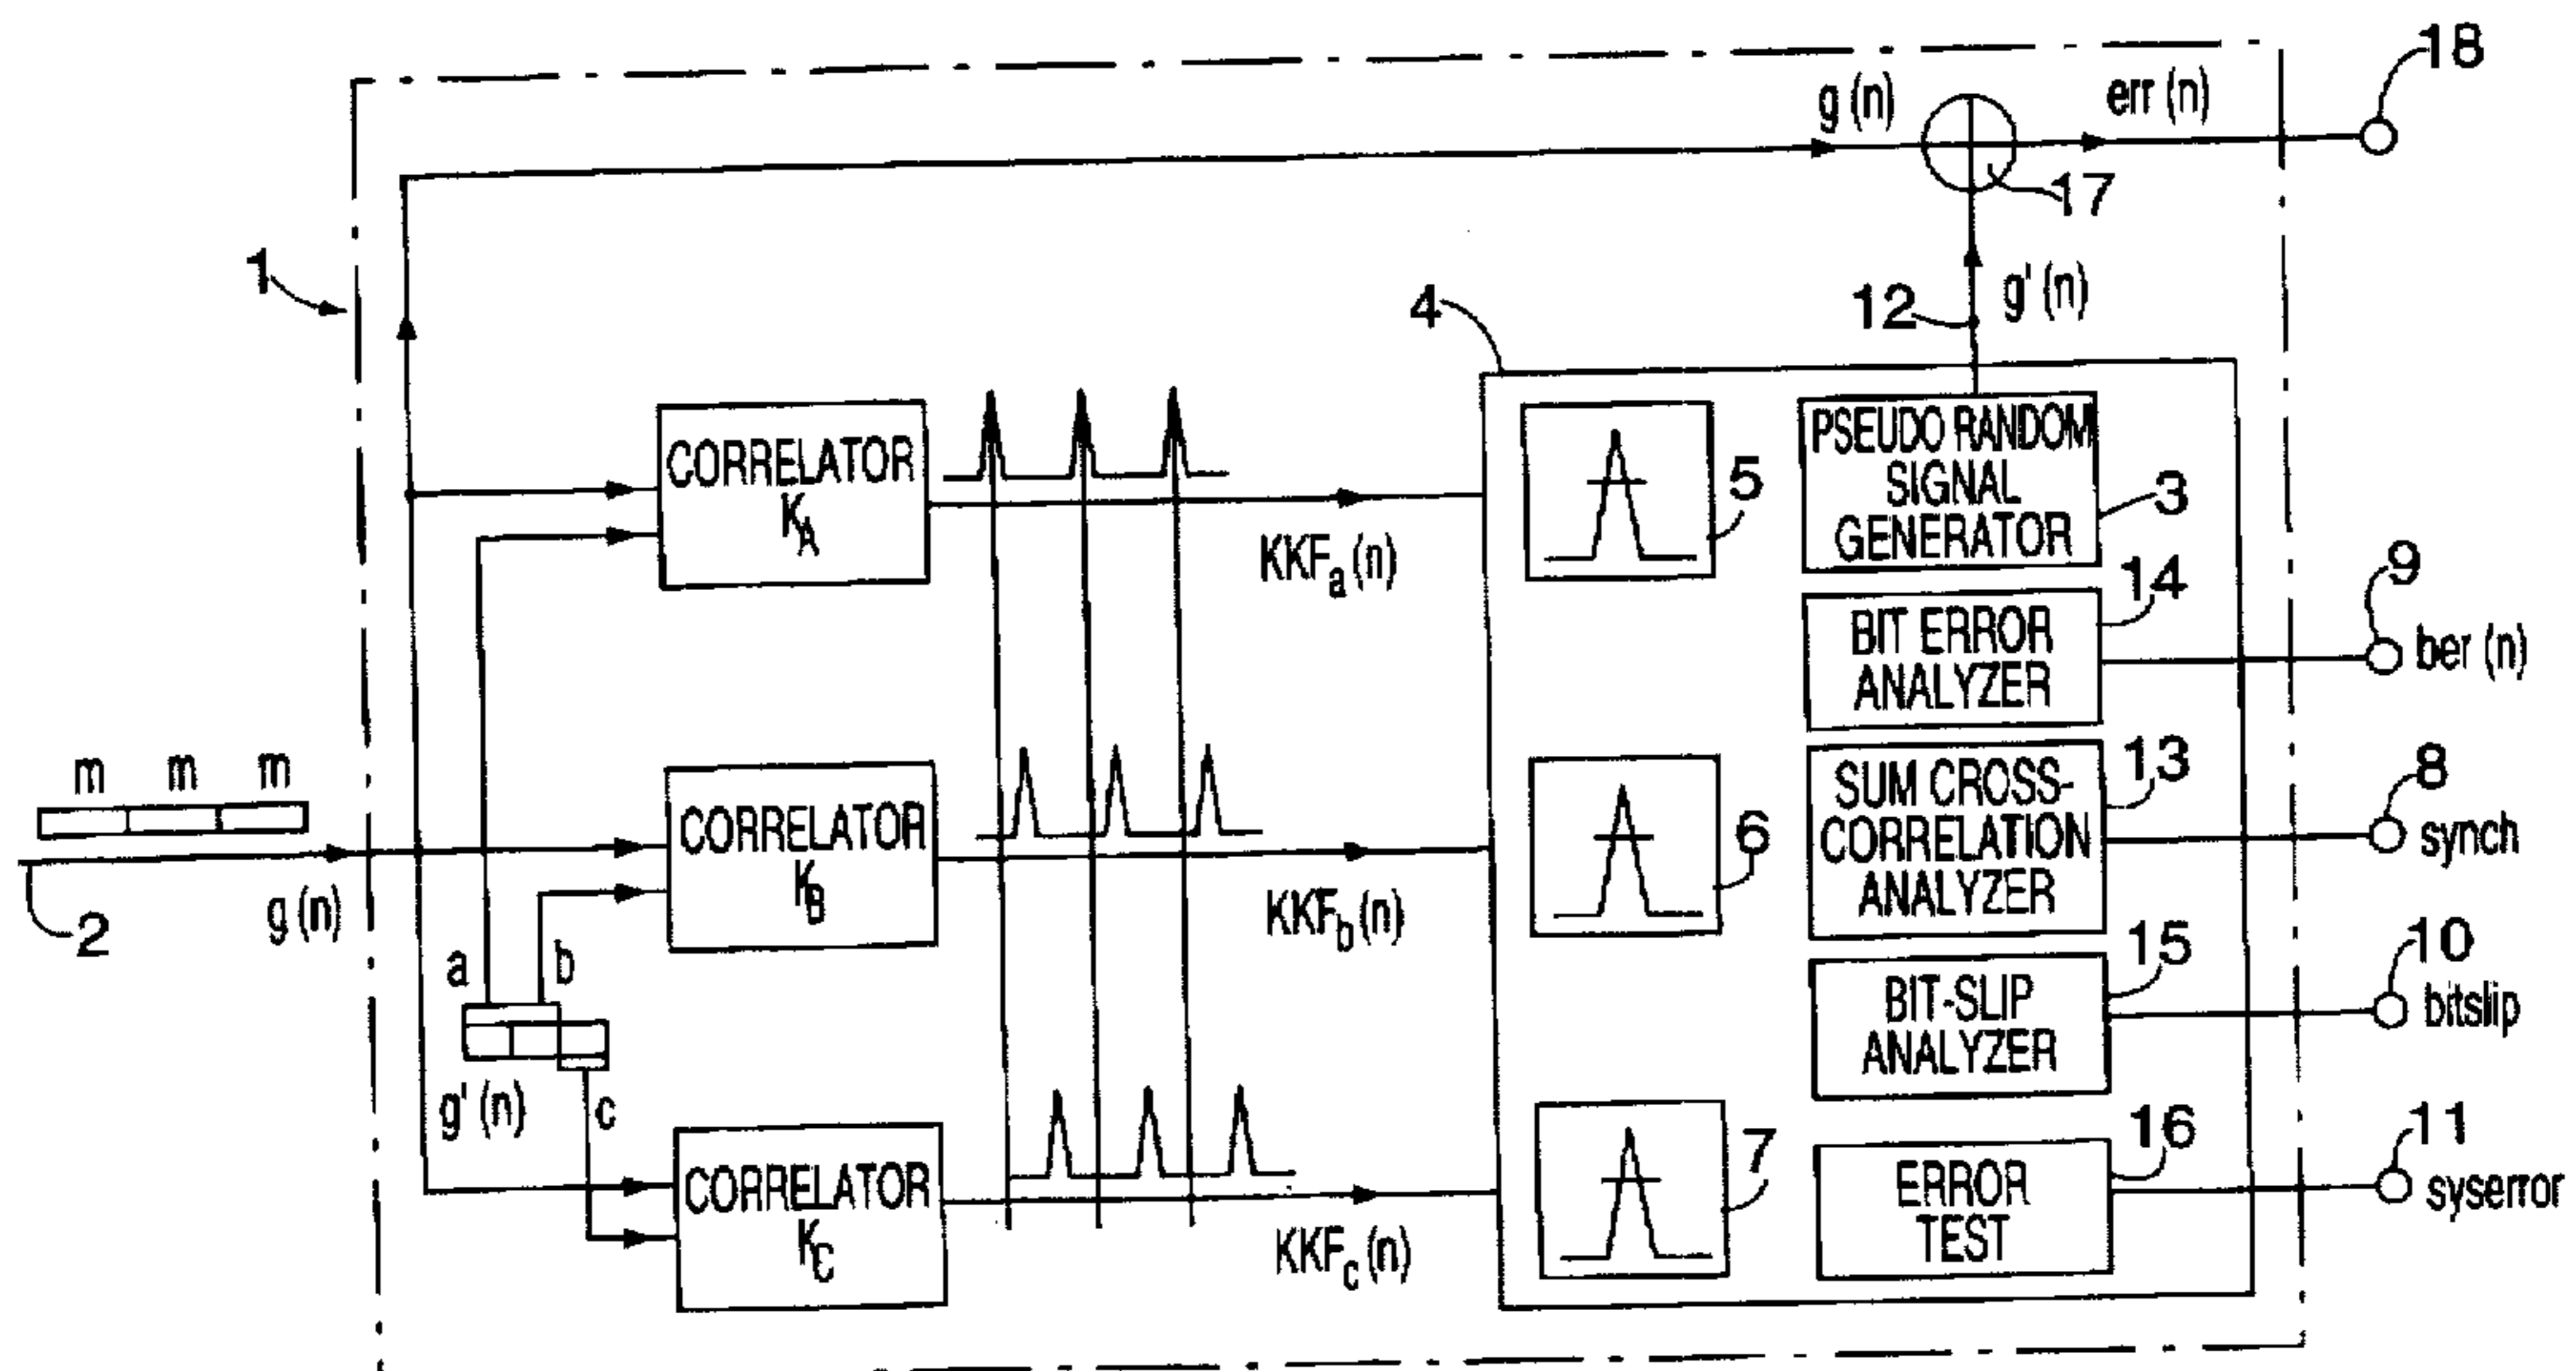 18
g (n)
err (n)
17
1
4
12
g' (n)
CORRELATOR
K_A
KKF_a (n)
5
PSEUDO RANDOM
SIGNAL
GENERATOR
3
14
9
BIT ERROR
ANALYZER
ber (n)
m m m
2
g (n)
CORRELATOR
K_B
KKF_b (n)
6
SUM CROSS-
CORRELATION
ANALYZER
13
8
synch
a
b
g' (n)
c
15
10
BIT-SLIP
ANALYZER
bitslip
CORRELATOR
K_C
KKF_c (n)
7
16
11
ERROR
TEST
syserror